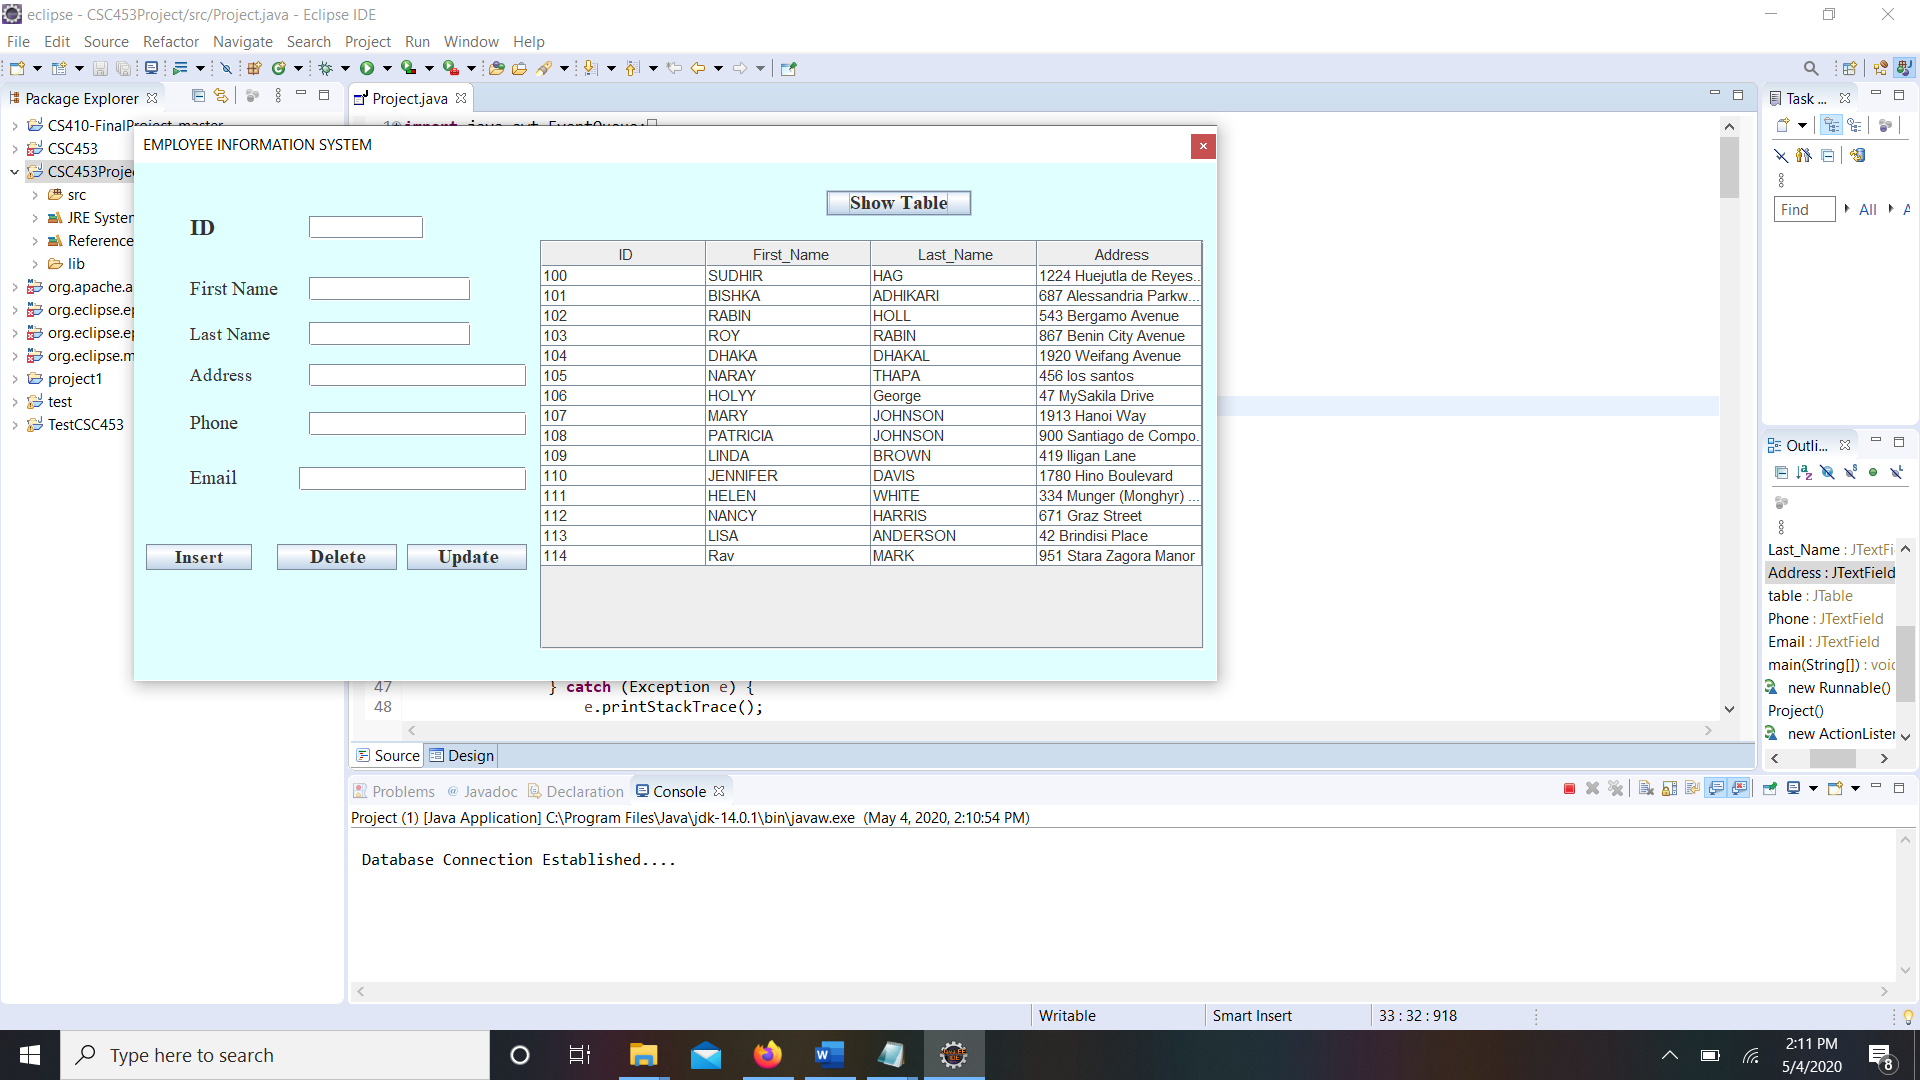 eclipse - CSC453Project/src/Project.java - Eclipse IDE
File Edit Source Refactor Navigate Search Project Run Window Help
Package Explorer
CS410-FinalProject-master
CSC453
CSC453Proje
src
JRE Syster
Reference
lib
org.apache.a
org.eclipse.ep
org.eclipse.ep
org.eclipse.m
project1
test
TestCSC453
Project.java
import java.awt.EventQueue;
EMPLOYEE INFORMATION SYSTEM
Show Table
ID
First Name
Last Name
Address
Phone
Email
Insert Delete Update
ID First_Name Last_Name Address
100 SUDHIR HAG 1224 Huejutla de Reyes...
101 BISHKA ADHIKARI 687 Alessandria Parkw...
102 RABIN HOLL 543 Bergamo Avenue
103 ROY RABIN 867 Benin City Avenue
104 DHAKA DHAKAL 1920 Weifang Avenue
105 NARAY THAPA 456 los santos
106 HOLYY George 47 MySakila Drive
107 MARY JOHNSON 1913 Hanoi Way
108 PATRICIA JOHNSON 900 Santiago de Compo.
109 LINDA BROWN 419 Iligan Lane
110 JENNIFER DAVIS 1780 Hino Boulevard
111 HELEN WHITE 334 Munger (Monghyr) ...
112 NANCY HARRIS 671 Graz Street
113 LISA ANDERSON 42 Brindisi Place
114 Rav MARK 951 Stara Zagora Manor
47 } catch (Exception e) {
48 e.printStackTrace();
Source Design
Task ...
Find All A
Outli...
Last_Name : JTextFi
Address : JTextField
table : JTable
Phone : JTextField
Email : JTextField
main(String[]) : voic
new Runnable()
Project()
new ActionLister
Problems @ Javadoc Declaration Console
Project (1) [Java Application] C:\Program Files\Java\jdk-14.0.1\bin\javaw.exe (May 4, 2020, 2:10:54 PM)
Database Connection Established....
Writable Smart Insert 33 : 32 : 918
Type here to search
2:11 PM
5/4/2020
8